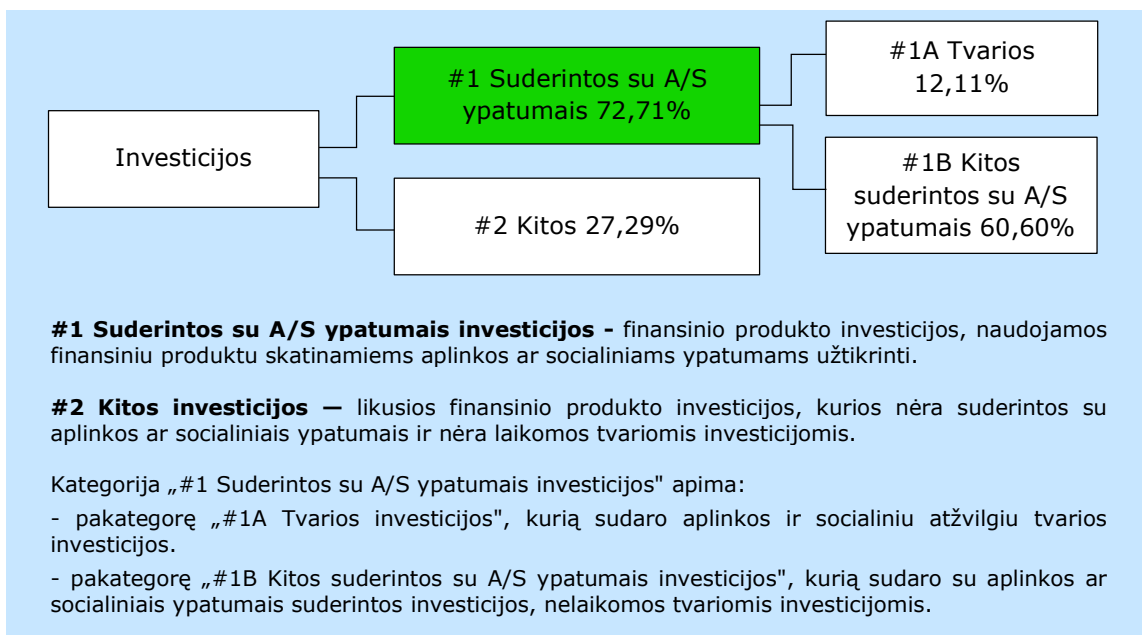 Investicijos
#1 Suderintos su A/S
ypatumais 72,71%
#2 Kitos 27,29%
#1A Tvarios
12,11%
#1B Kitos
suderintos su A/S
ypatumais 60,60%
#1 Suderintos su A/S ypatumais investicijos - finansinio produkto investicijos, naudojamos
finansiniu produktu skatinamiems aplinkos ar socialiniams ypatumams užtikrinti.
#2 Kitos investicijos — likusios finansinio produkto investicijos, kurios nėra suderintos su
aplinkos ar socialiniais ypatumais ir nėra laikomos tvariomis investicijomis.
Kategorija „#1 Suderintos su A/S ypatumais investicijos" apima:
- pakategorę „#1A Tvarios investicijos", kurią sudaro aplinkos ir socialiniu atžvilgiu tvarios
investicijos.
- pakategorę „#1B Kitos suderintos su A/S ypatumais investicijos", kurią sudaro su aplinkos ar
socialiniais ypatumais suderintos investicijos, nelaikomos tvariomis investicijomis.